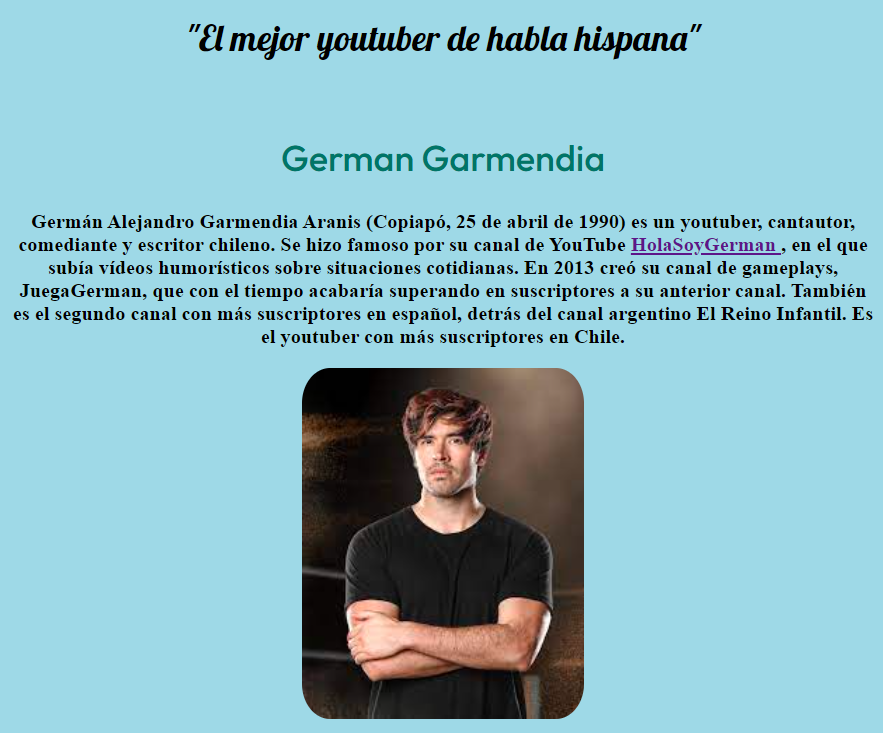 "El mejor youtuber de habla hispana"
German Garmendia
Germán Alejandro Garmendia Aranis (Copiapó, 25 de abril de 1990) es un youtuber, cantautor,
comediante y escritor chileno. Se hizo famoso por su canal de YouTube HolaSoyGerman , en el que
subía vídeos humorísticos sobre situaciones cotidianas. En 2013 creó su canal de gameplays,
JuegaGerman, que con el tiempo acabaría superando en suscriptores a su anterior canal. También
es el segundo canal con más suscriptores en español, detrás del canal argentino El Reino Infantil. Es
el youtuber con más suscriptores en Chile.